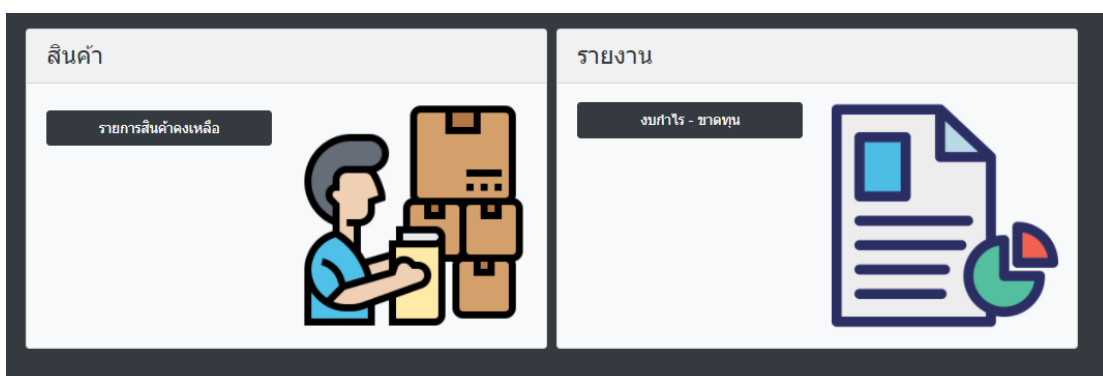 สินค้า
รายการสินค้าคงเหลือ
รายงาน
งบกำไร - ขาดทุน